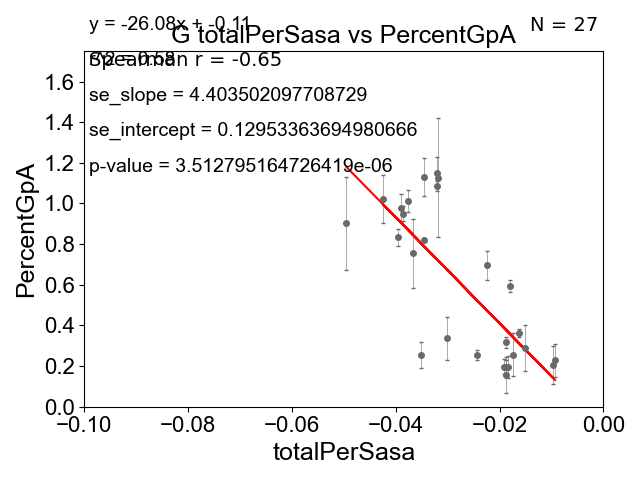 y = -26.08x + -0.11
N = 27
G totalPerSasa vs PercentGpA
Spearman r = -0.65
se_slope = 4.403502097708729
se_intercept = 0.12953363694980666
p-value = 3.512795164726419e-06
PercentGpA
1.6
1.4
1.2
1.0
0.8
0.6
0.4
0.2
0.0
−0.10 −0.08 −0.06 −0.04 −0.02 0.00
totalPerSasa